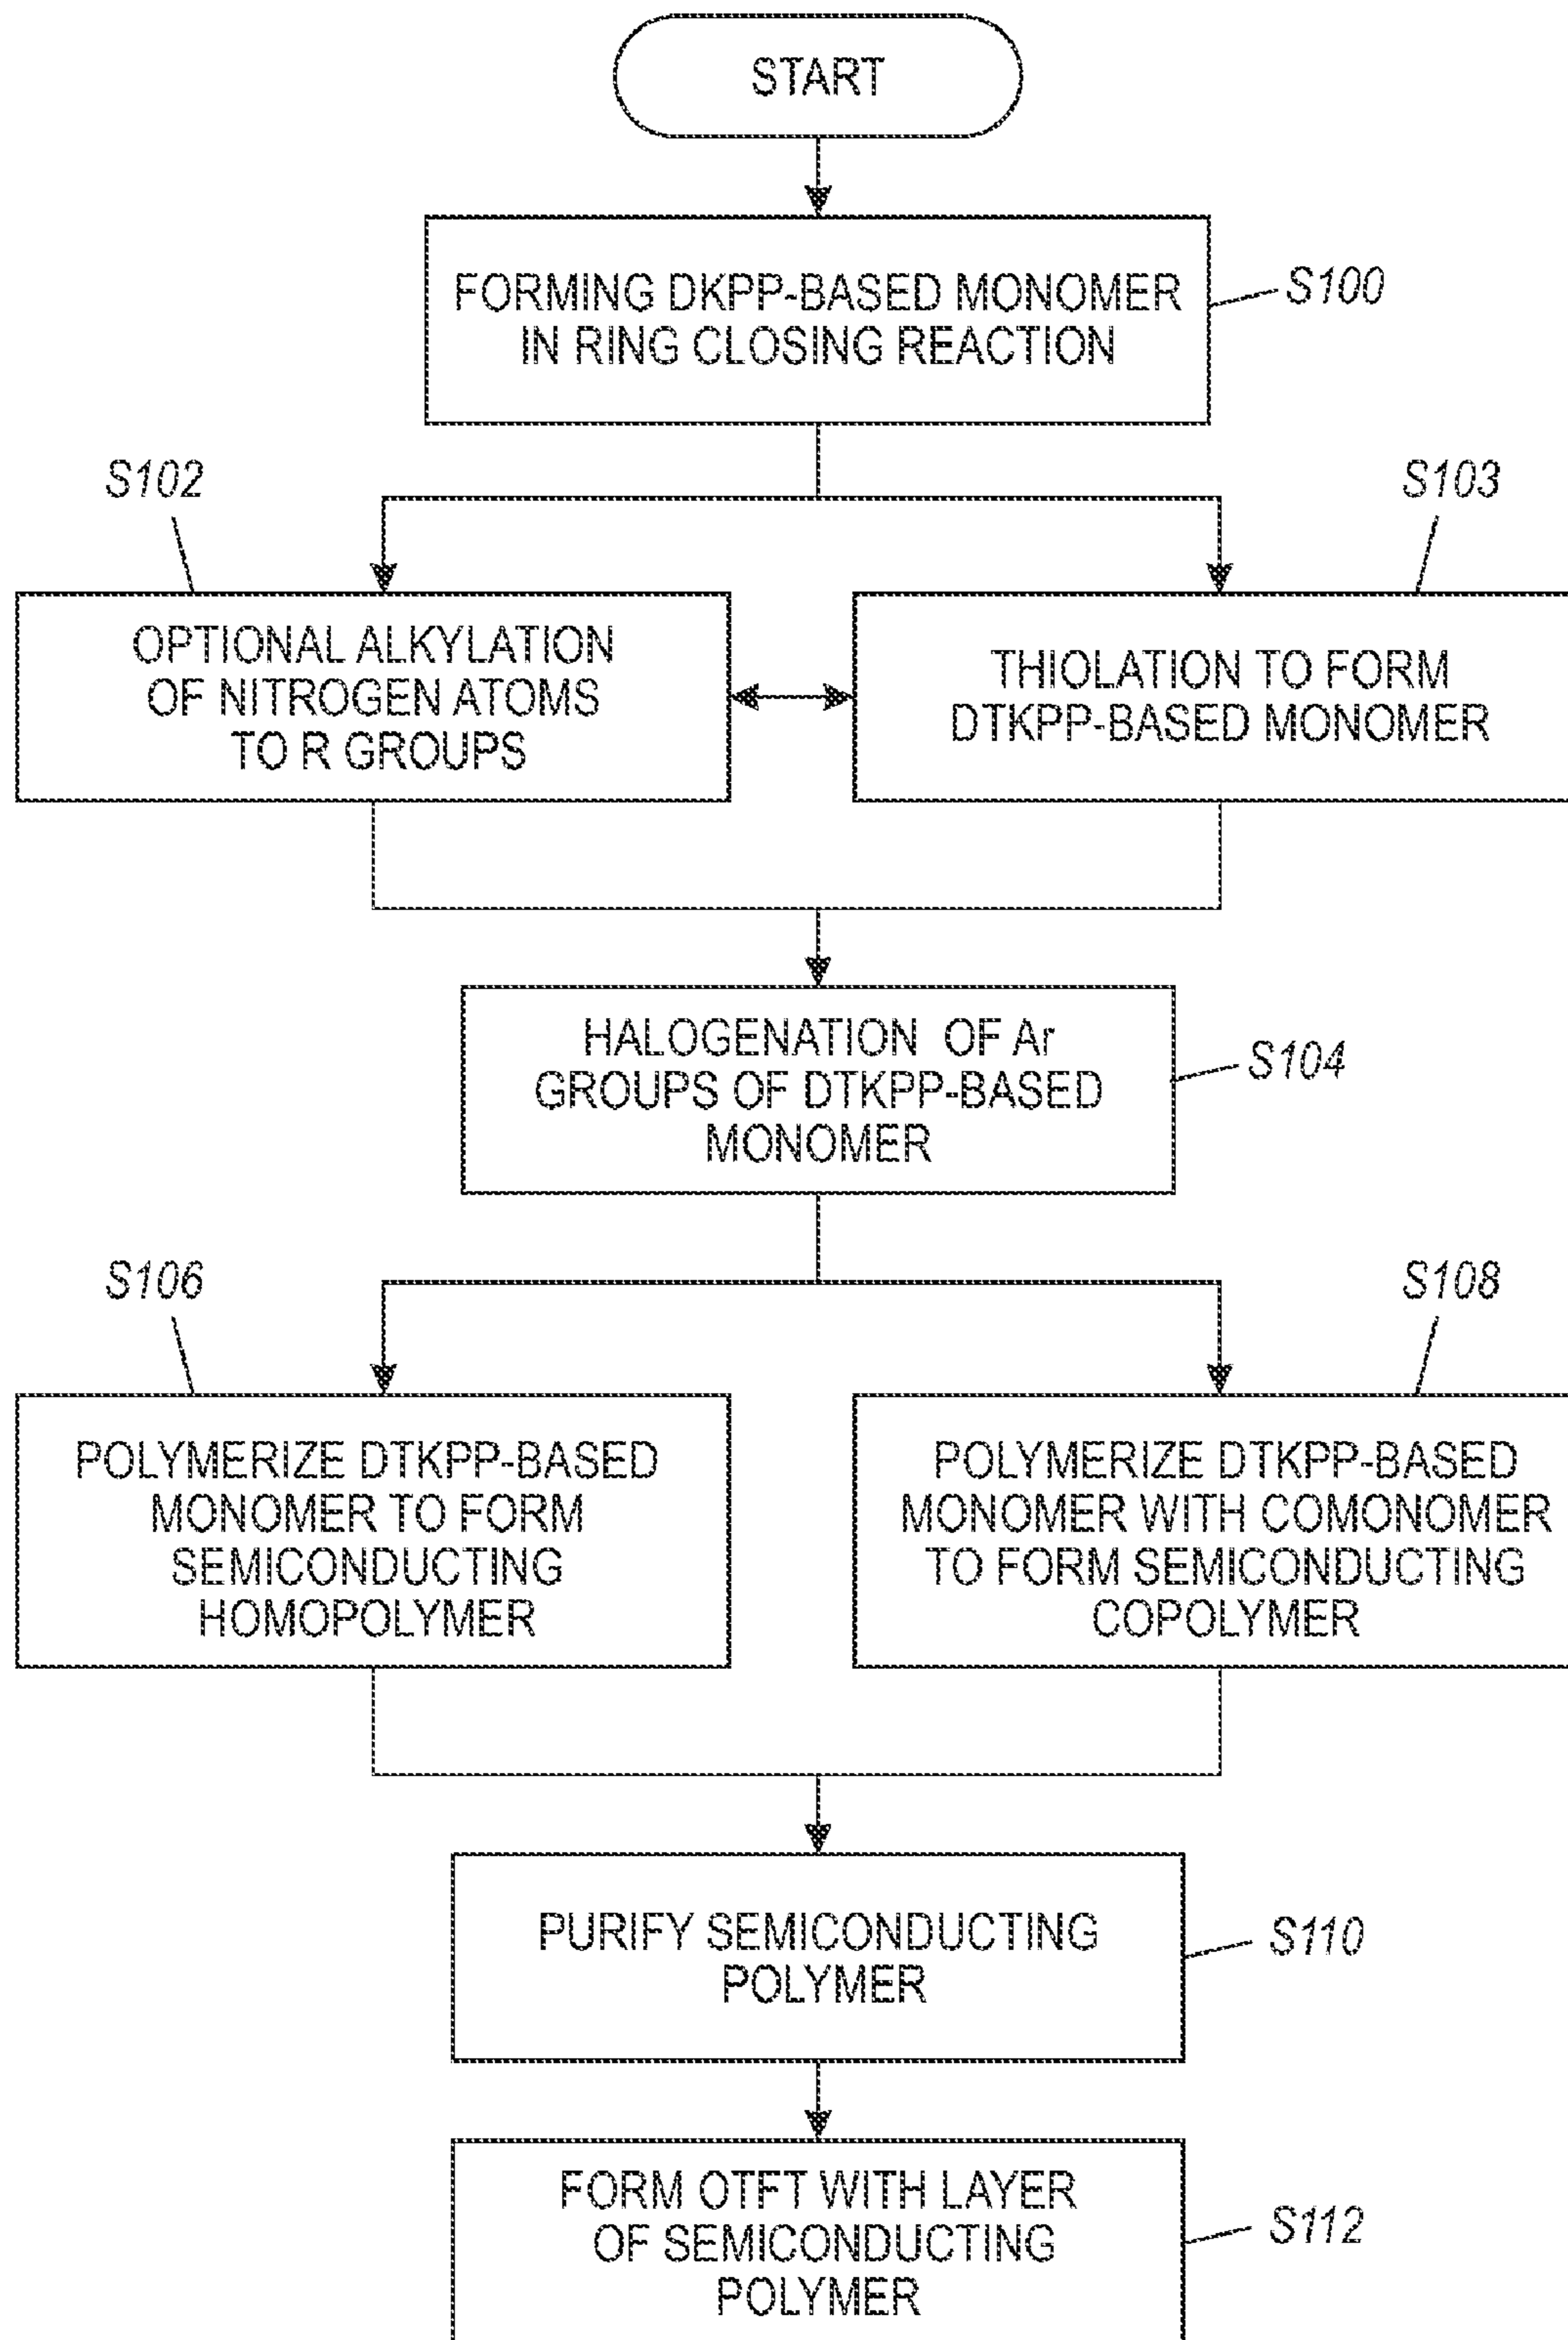 START
FORMING DKPP-BASED MONOMER
IN RING CLOSING REACTION
S100
S102
S103
OPTIONAL ALKYLATION
OF NITROGEN ATOMS
TO R GROUPS
THIOLATION TO FORM
DTKPP-BASED MONOMER
HALOGENATION OF Ar
GROUPS OF DTKPP-BASED
MONOMER
S104
S106
S108
POLYMERIZE DTKPP-BASED
MONOMER TO FORM
SEMICONDUCTING
HOMOPOLYMER
POLYMERIZE DTKPP-BASED
MONOMER WITH COMONOMER
TO FORM SEMICONDUCTING
COPOLYMER
PURIFY SEMICONDUCTING
POLYMER
S110
FORM OTFT WITH LAYER
OF SEMICONDUCTING
POLYMER
S112